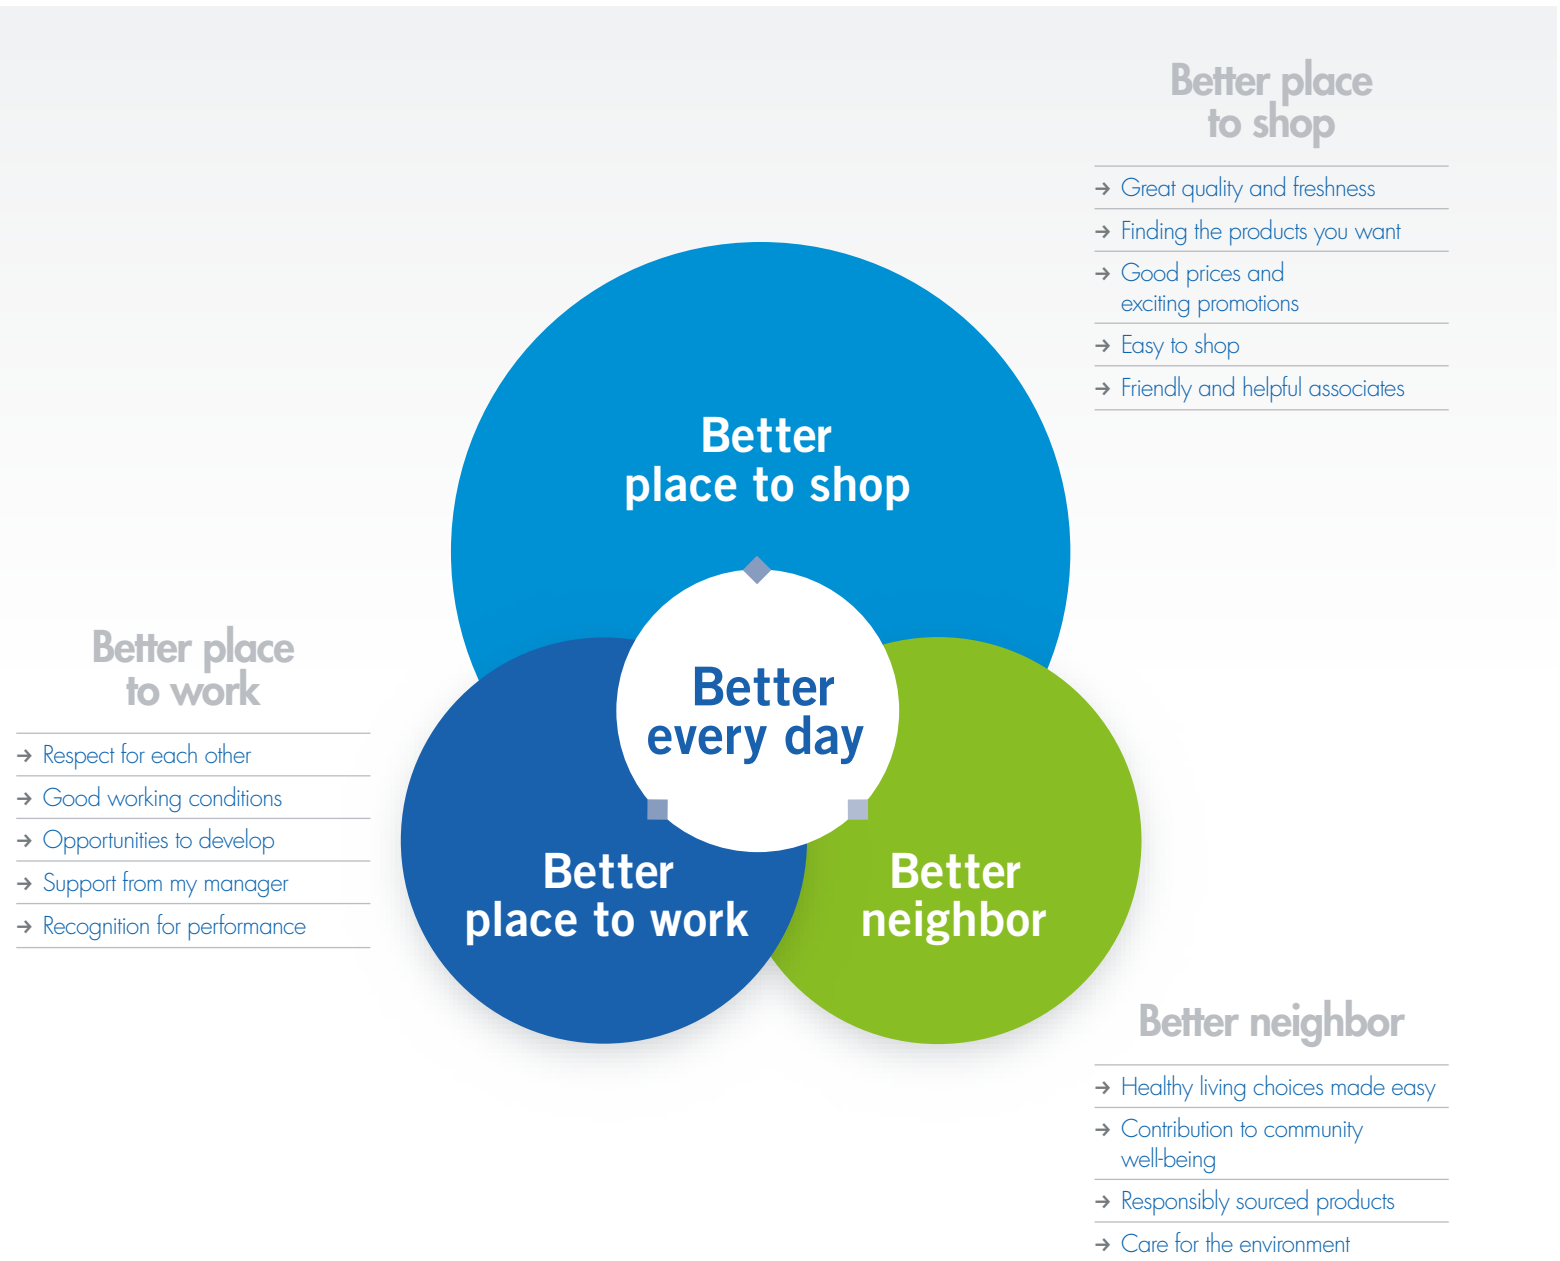 Better place
to shop
→ Great quality and freshness
→ Finding the products you want
→ Good prices and
exciting promotions
→ Easy to shop
→ Friendly and helpful associates
Better
place to shop
Better
every day
Better
place to work
Better
neighbor
Better place
to work
→ Respect for each other
→ Good working conditions
→ Opportunities to develop
→ Support from my manager
→ Recognition for performance
Better neighbor
→ Healthy living choices made easy
→ Contribution to community
well-being
→ Responsibly sourced products
→ Care for the environment